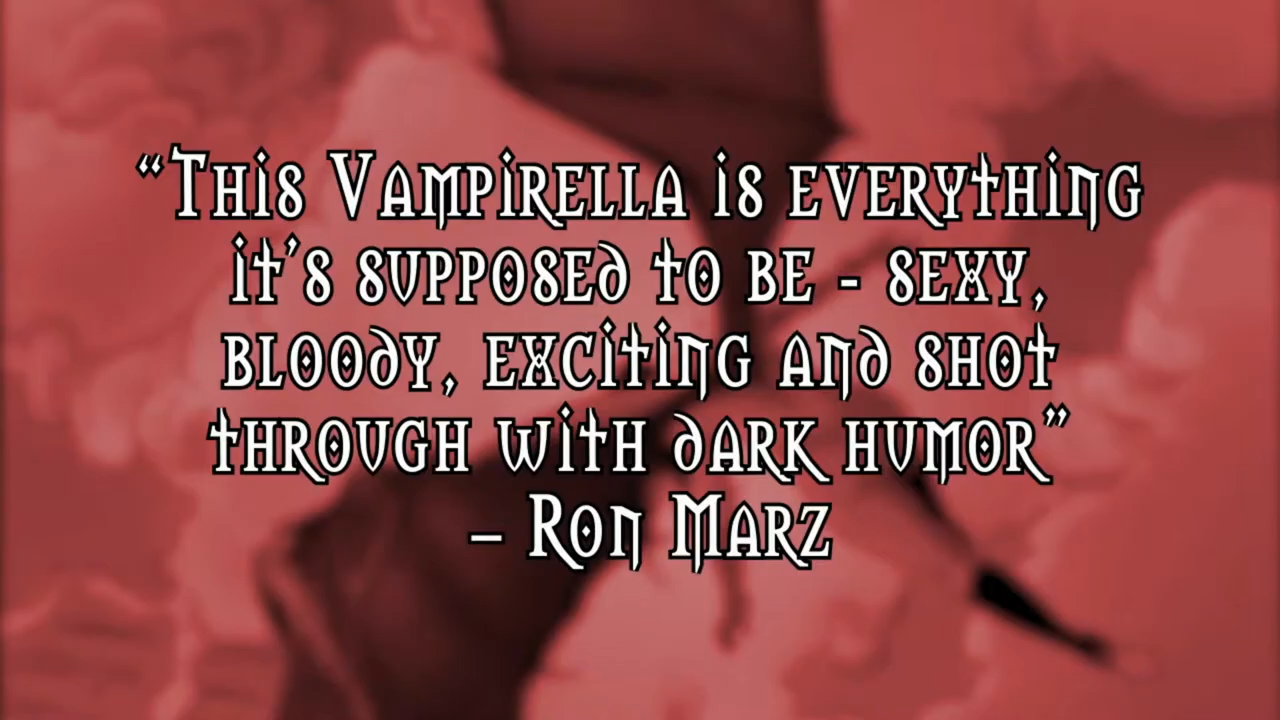 “This Vampirella is everything
it’s supposed to be - sexy,
bloody, exciting and shot
through with dark humor”
– Ron Marz